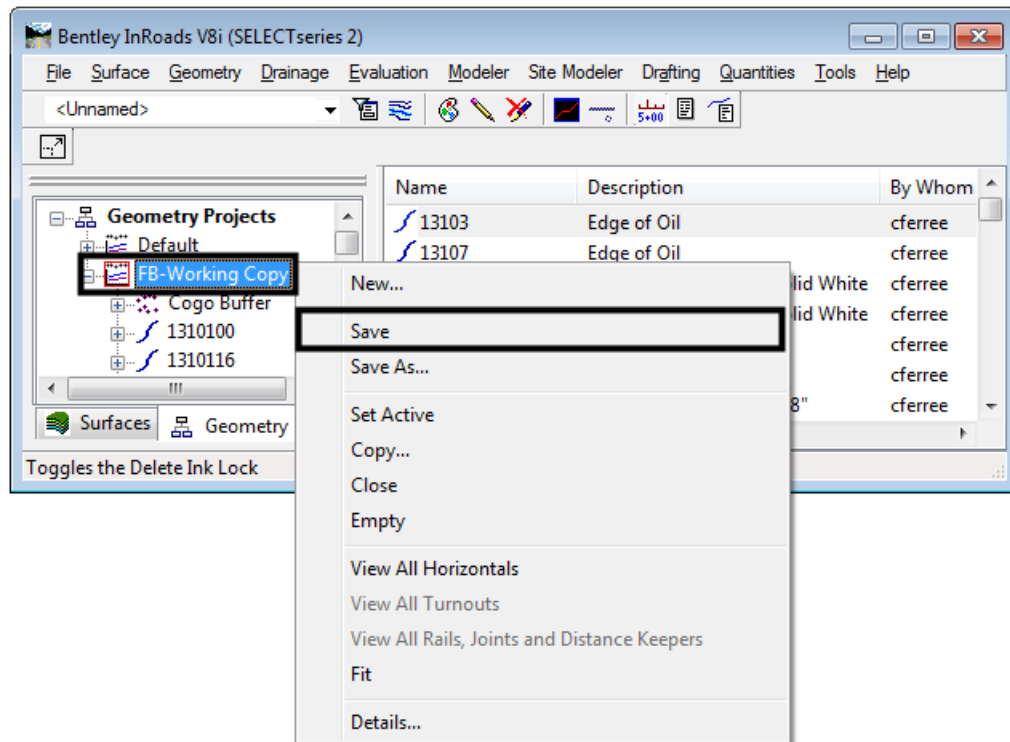 Bentley InRoads V8i (SELECTseries 2)
File Surface Geometry Drainage Evaluation Modeler Site Modeler Drafting Quantities Tools Help
<Unnamed>
5+00
Name Description By Whom
Geometry Projects
13103 Edge of Oil cferree
Default
13107 Edge of Oil cferree
FB-Working Copy
lid White cferree
Cogo Buffer
lid White cferree
1310100
cferree
1310116
cferree
8" cferree
Surfaces Geometry
Toggles the Delete Ink Lock
New...
Save
Save As...
Set Active
Copy...
Close
Empty
View All Horizontals
View All Turnouts
View All Rails, Joints and Distance Keepers
Fit
Details...